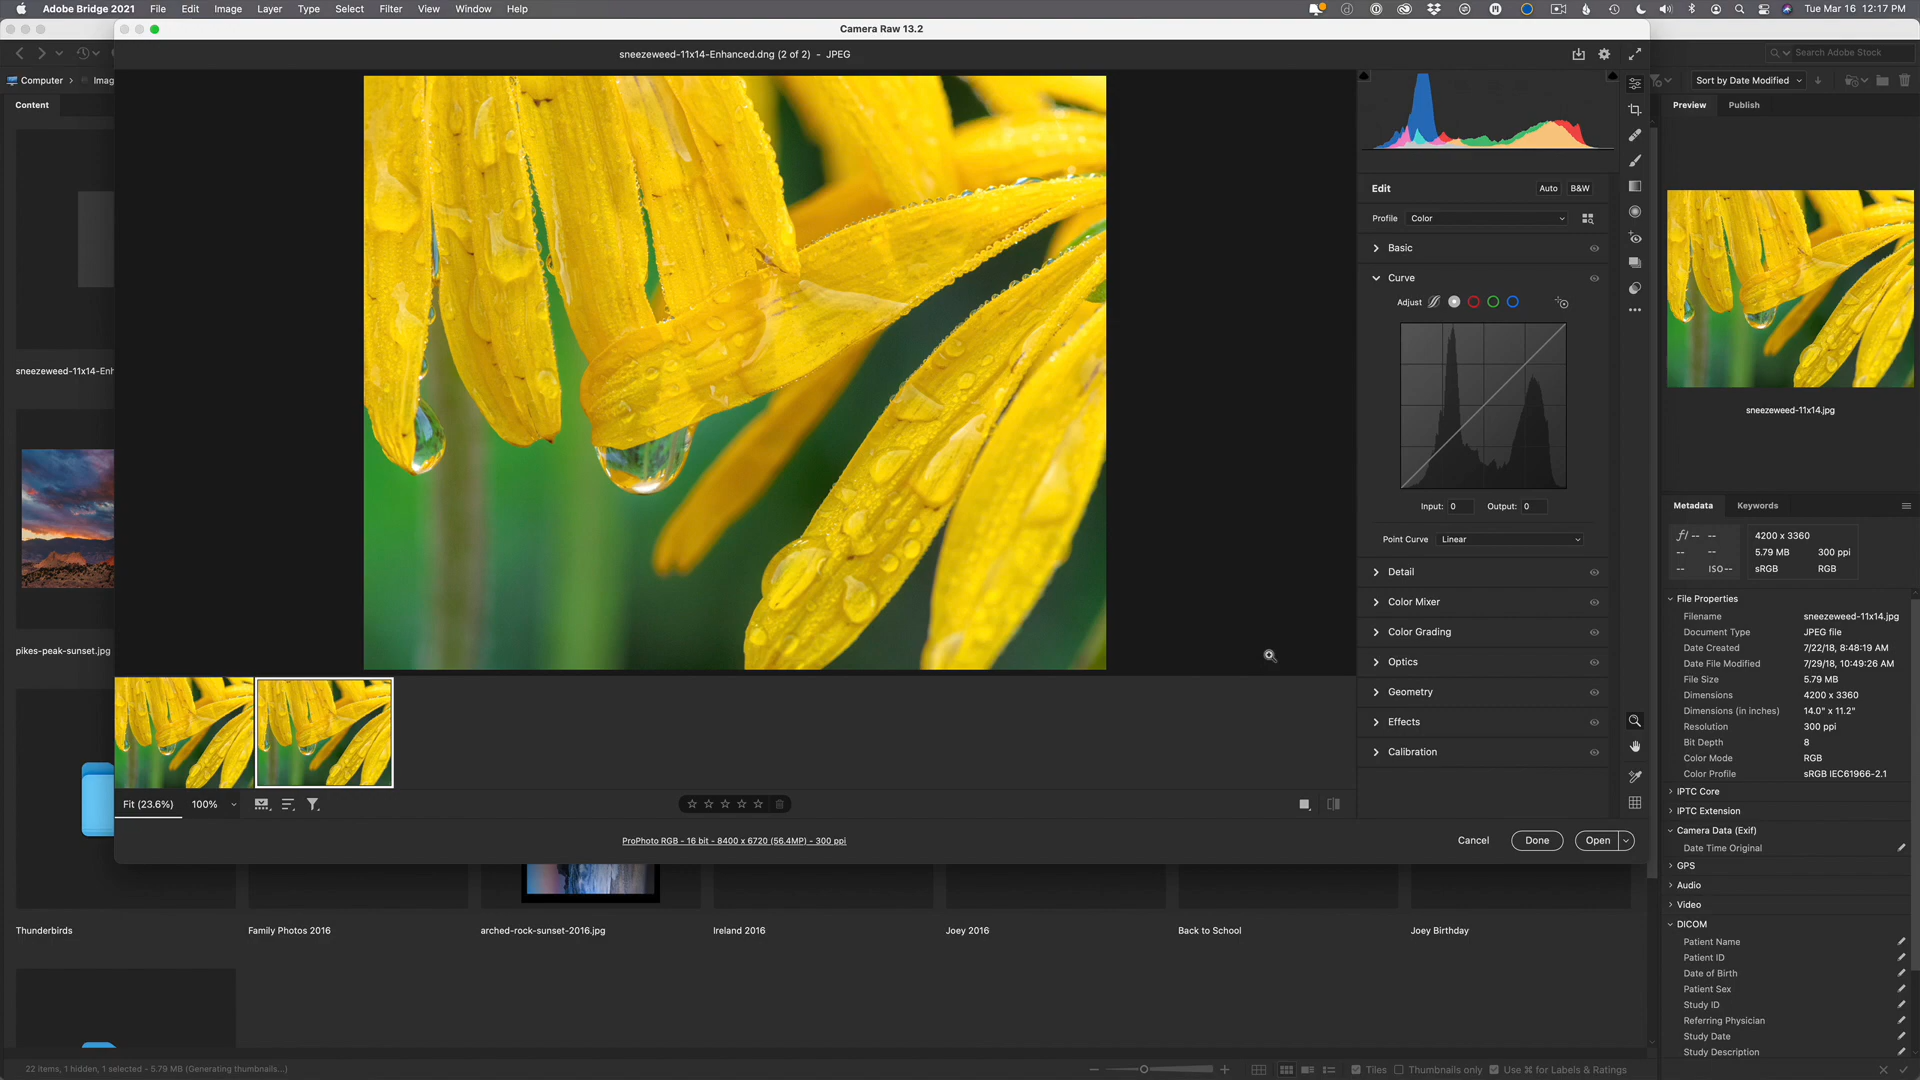 Adobe Bridge 2021 File Edit Image Layer Type Select Filter View Window Help
Tue Mar 16 12:17 PM
Camera Raw 13.2
sneezeweed-11x14-Enhanced.dng (2 of 2) - JPEG
Search Adobe Stock
Computer
Imag
Sort by Date Modified
Content
Preview
Publish
Edit
Auto
B&W
Profile
Color
Basic
Curve
Adjust
Input: 0
Output: 0
Point Curve
Linear
Detail
Color Mixer
Color Grading
Optics
Geometry
Effects
Calibration
sneezeweed-11x14-Enh
pikes-peak-sunset.jpg
Fit (23.6%)
100%
ProPhoto RGB - 16 bit - 8400 x 6720 (56.4MP) - 300 ppi
Cancel
Done
Open
Thunderbirds
Family Photos 2016
arched-rock-sunset-2016.jpg
Ireland 2016
Joey 2016
Back to School
Joey Birthday
sneezeweed-11x14.jpg
Metadata
Keywords
f/ -- --
-- --
-- ISO--
4200 x 3360
5.79 MB 300 ppi
sRGB RGB
File Properties
Filename sneezeweed-11x14.jpg
Document Type JPEG file
Date Created 7/22/18, 8:48:19 AM
Date File Modified 7/29/18, 10:49:26 AM
File Size 5.79 MB
Dimensions 4200 x 3360
Dimensions (in inches) 14.0" x 11.2"
Resolution 300 ppi
Bit Depth 8
Color Mode RGB
Color Profile sRGB IEC61966-2.1
IPTC Core
IPTC Extension
Camera Data (Exif)
Date Time Original
GPS
Audio
Video
DICOM
Patient Name
Patient ID
Date of Birth
Patient Sex
Study ID
Referring Physician
Study Date
Study Description
22 items, 1 hidden, 1 selected - 5.79 MB (Generating thumbnails...)
Tiles
Thumbnails only
Use ⌘ for Labels & Ratings